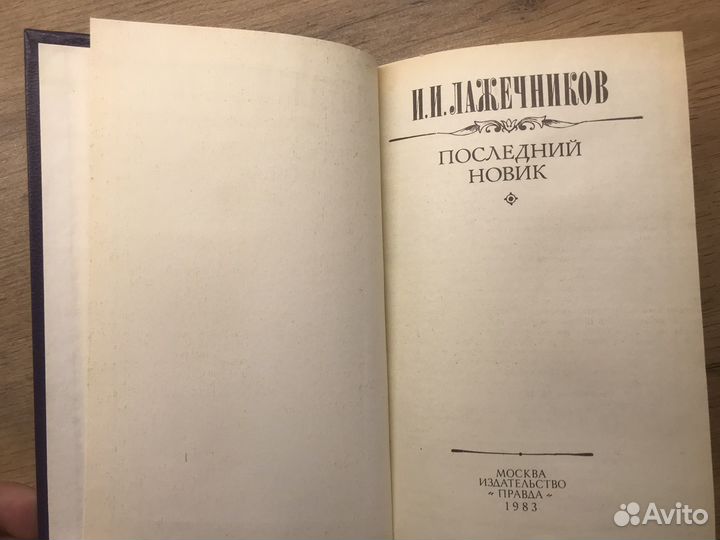 И.И.ЛАЖЕЧНИКОВ
ПОСЛЕДНИЙ
НОВИК
МОСКВА
ИЗДАТЕЛЬСТВО
«ПРАВДА»
1983
Avito